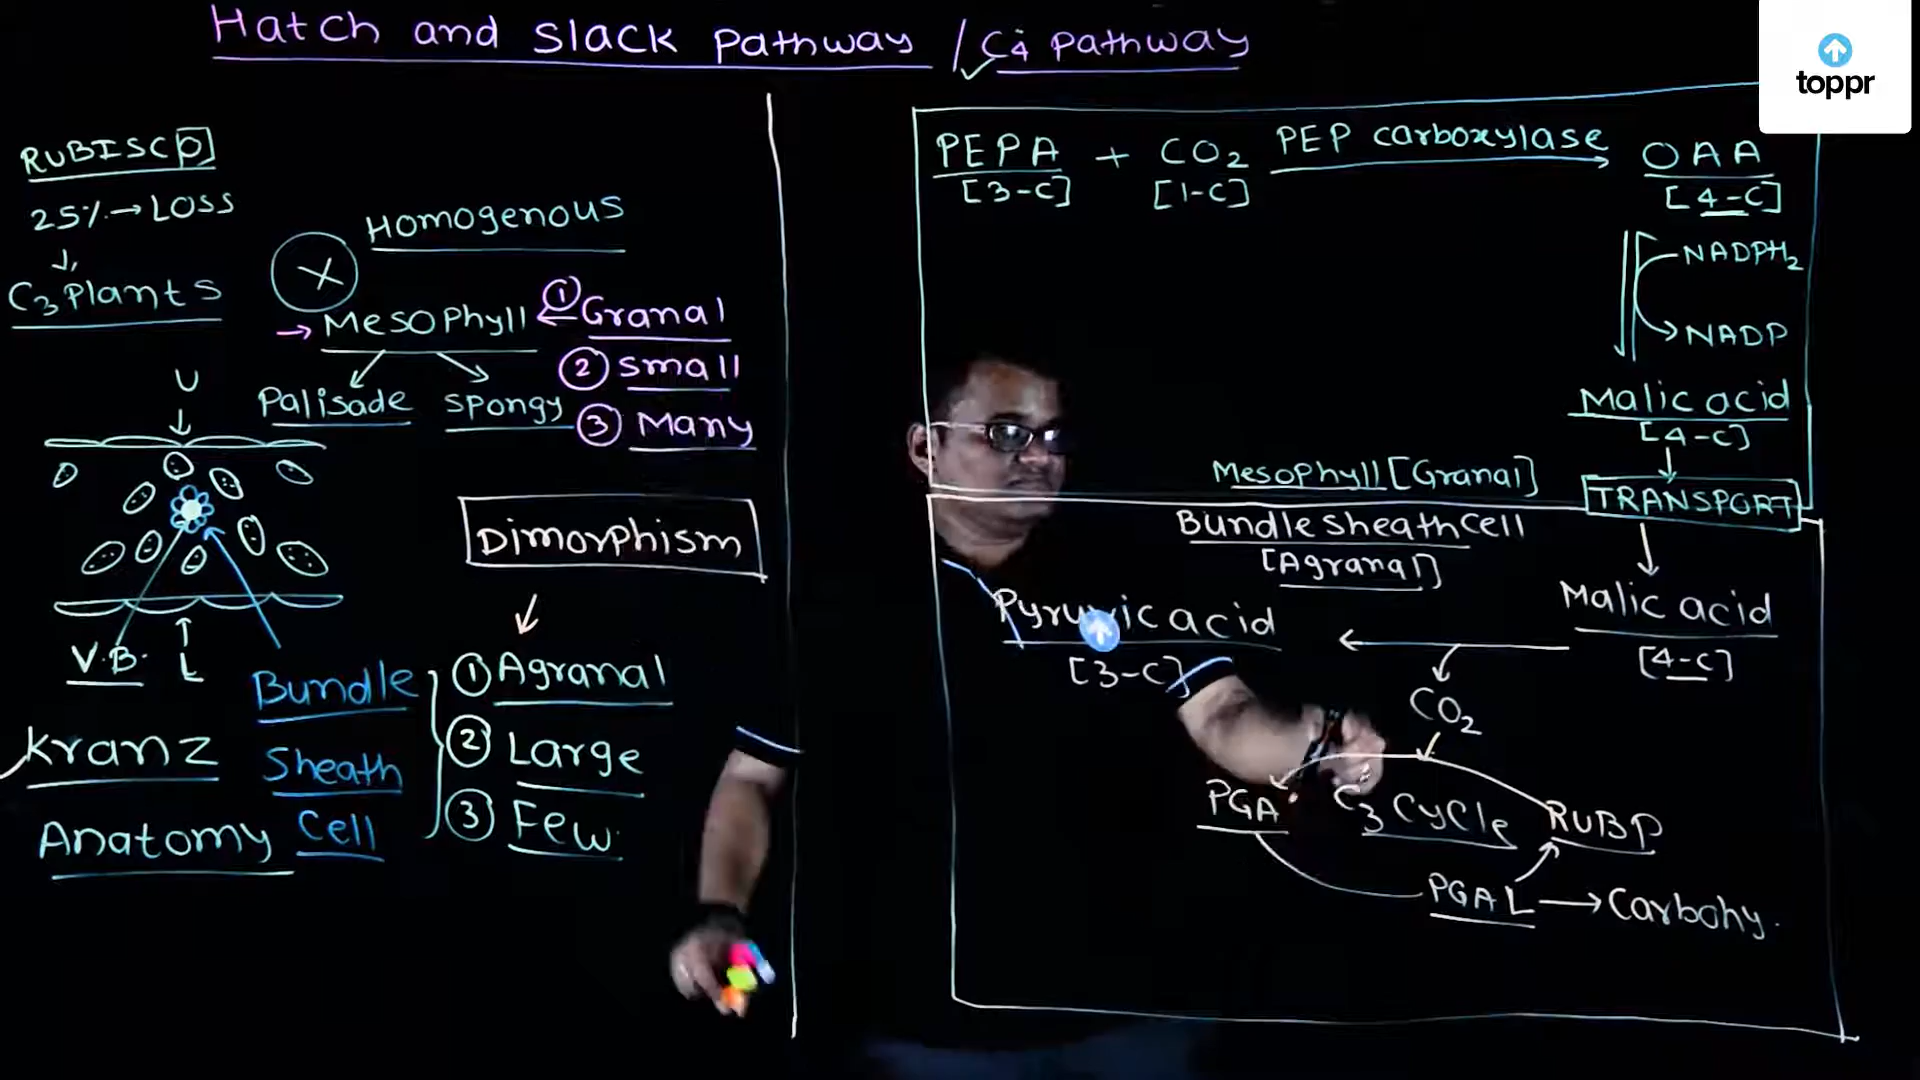 Hatch and Slack pathway / C4 pathway
toppr
RUBISCO
25% → LOSS
C3 Plants
Homogenous
X
→ Mesophyll ← ① Granal
② small
③ Many
Palisade
spongy
U
V.B.
L
Kranz
Anatomy
Bundle
Sheath
Cell
Dimorphism
① Agranal
② Large
③ Few
PEPA + CO2 PEP carboxylase → OAA
[3-C] [1-C] [4-C]
NADPH2
NADP
Malic acid
[4-C]
Mesophyll [Granal]
TRANSPORT
Bundle sheath cell
[Agranal]
Malic acid
[4-C]
Pyruvic acid
[3-C]
CO2
PGA
C3 Cycle
RUBP
PGAL → Carbohy.